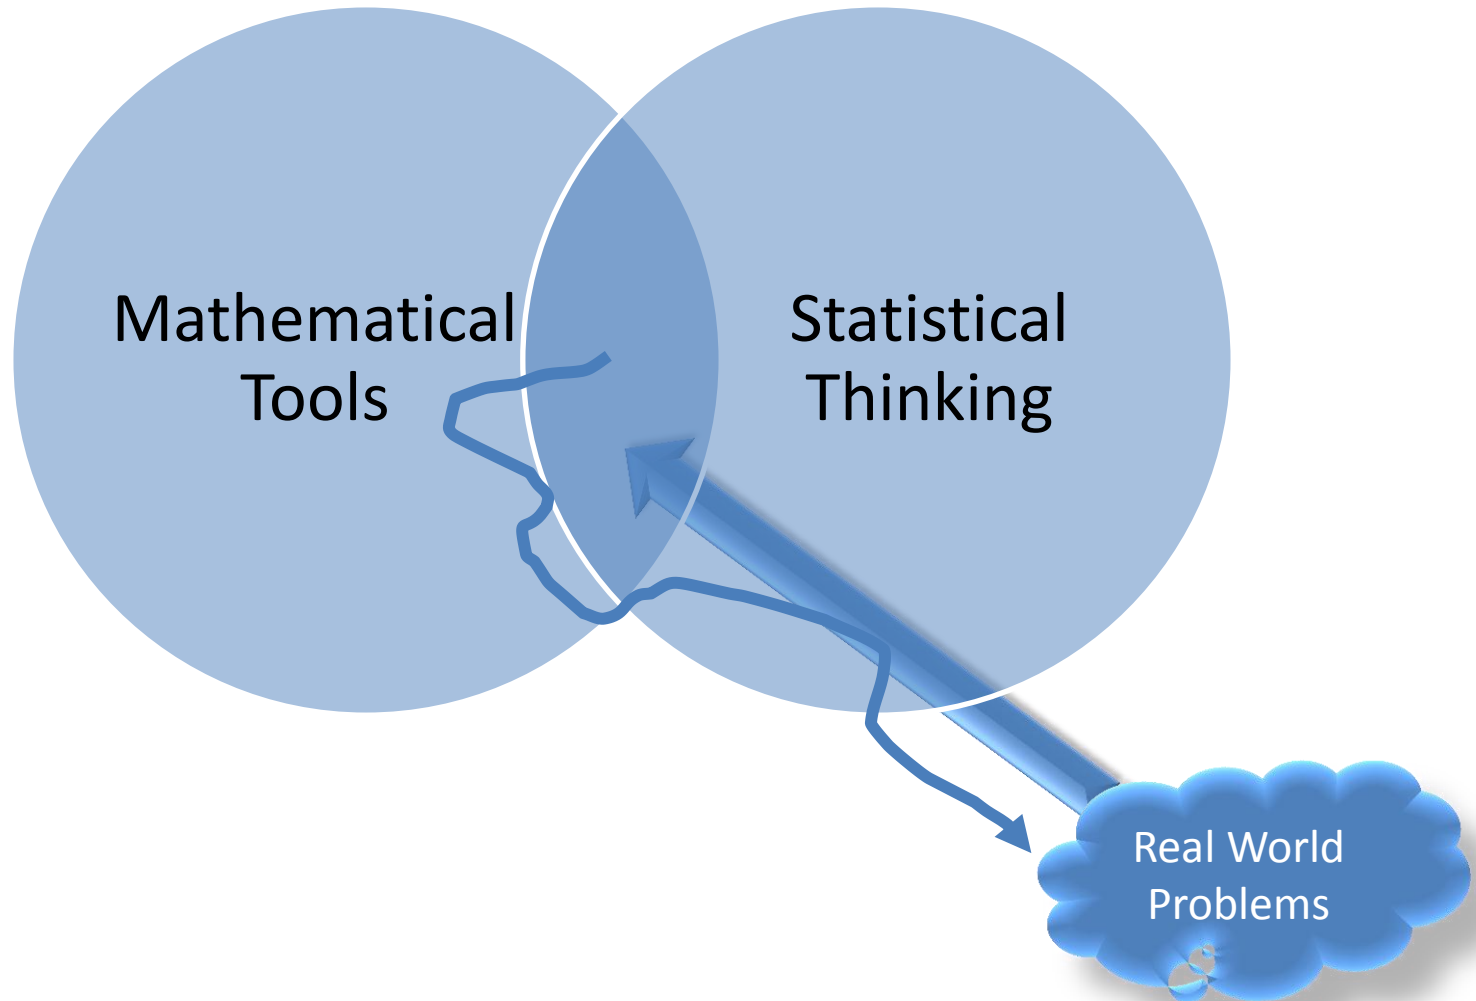 Mathematical
Tools
Statistical
Thinking
Real World
Problems